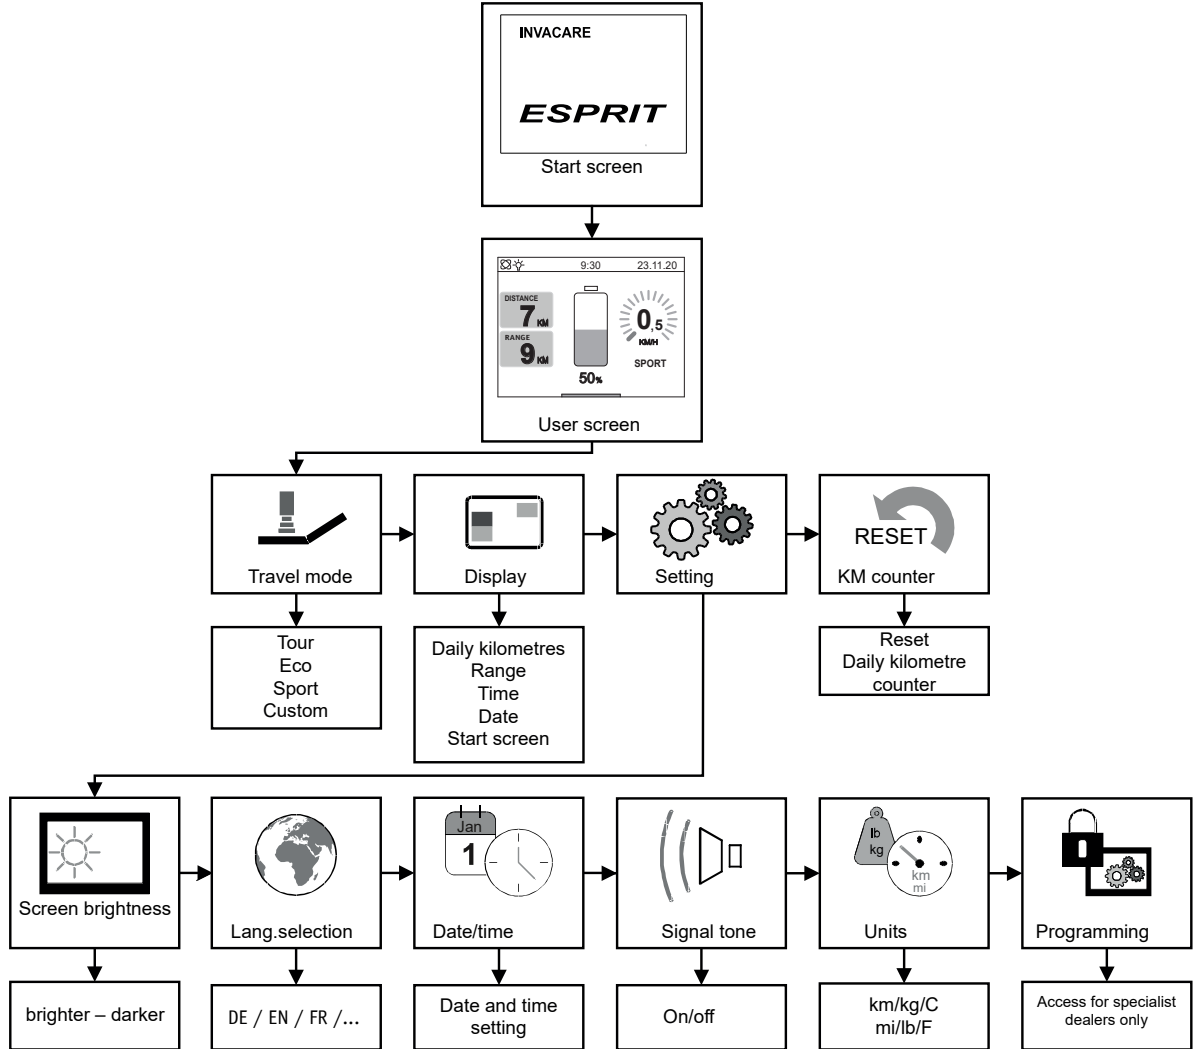 INVACARE
ESPRIT
Start screen
9:30 23.11.20
DISTANCE
7 KM
RANGE
9 KM
50%
0,5
KM/H
SPORT
User screen
Travel mode
Display
Setting
RESET
KM counter
Tour
Eco
Sport
Custom
Daily kilometres
Range
Time
Date
Start screen
Reset
Daily kilometre
counter
Screen brightness
Lang.selection
Jan
1
Date/time
Signal tone
lb
kg
km
mi
Units
Programming
brighter – darker
DE / EN / FR /...
Date and time
setting
On/off
km/kg/C
mi/lb/F
Access for specialist
dealers only